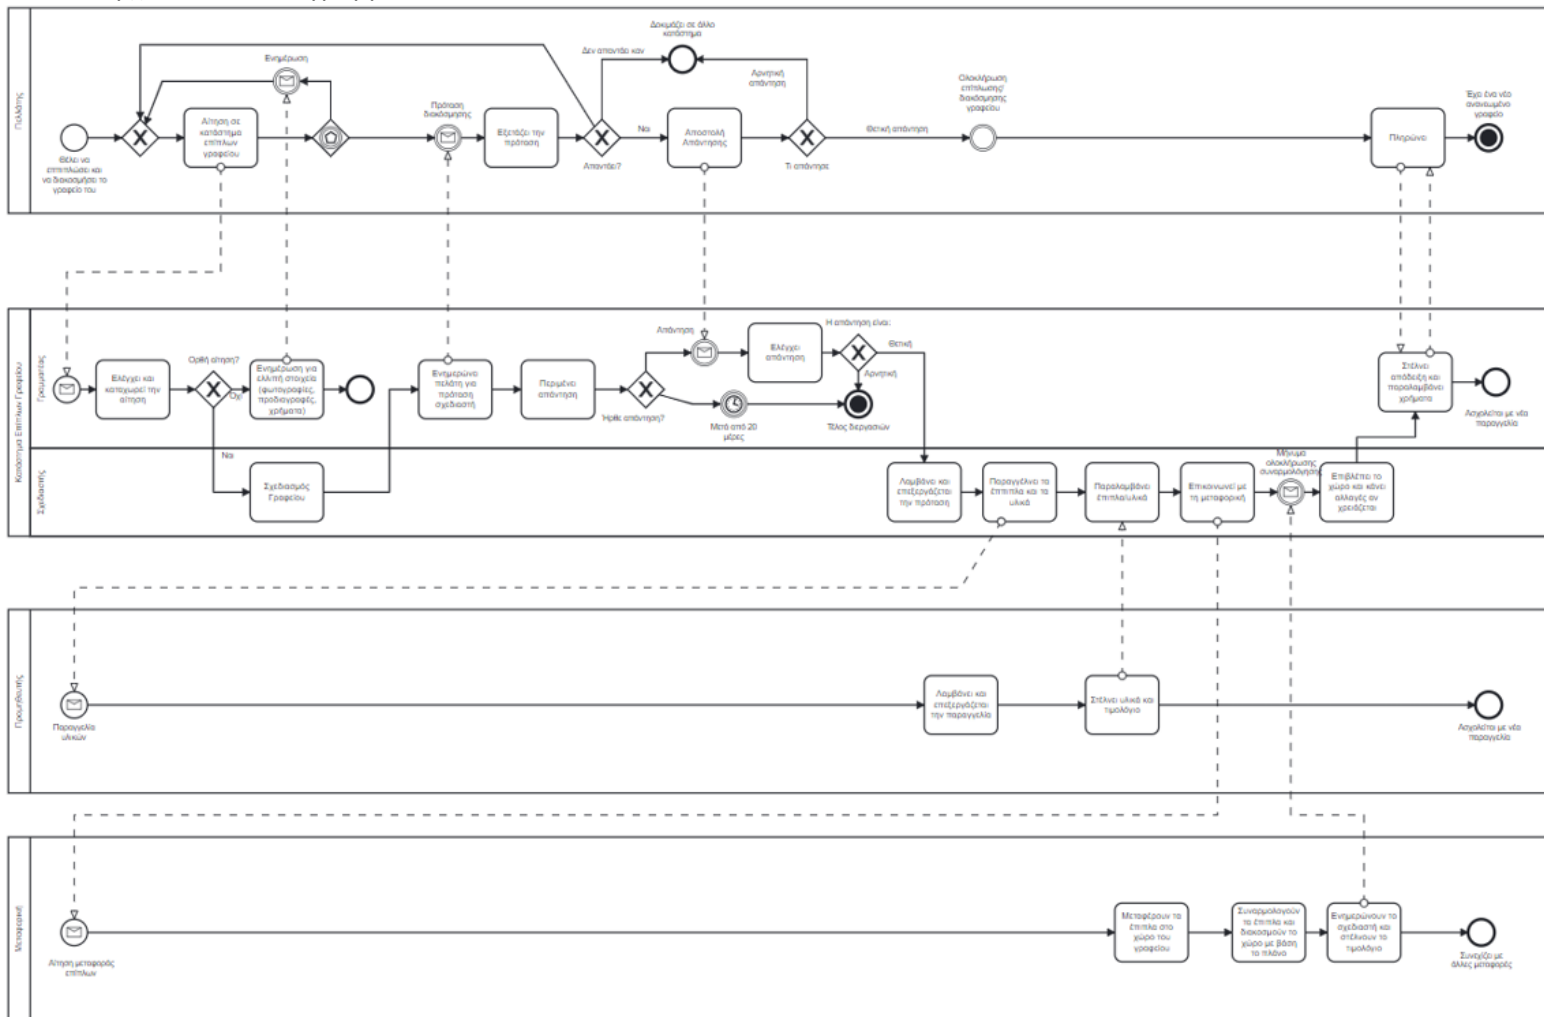 Πελάτης
Θέλει να
επιπλώσει και
να διακοσμήσει το
γραφείο του
Αίτηση σε
κατάστημα
επίπλων
γραφείου
Ενημέρωση
Πρόταση
διακόσμησης
Εξετάζει την
πρόταση
Απαντάει?
Δεν απαντάει καν
Δοκιμάζει σε άλλο
κατάστημα
Ναι
Αποστολή
Απάντησης
Τι απάντησε
Αρνητική
απάντηση
Θετική απάντηση
Ολοκλήρωση
επίπλωσης/
διακόσμησης
γραφείου
Πληρώνει
Έχει ένα νέο
ανανεωμένο
γραφείο
Κατάστημα Επίπλων Γραφείου
Γραμματέας
Ελέγχει και
καταχωρεί την
αίτηση
Ορθή αίτηση?
Όχι
Ναι
Ενημέρωση για
ελλιπή στοιχεία
(φωτογραφίες,
προδιαγραφές,
χρήματα)
Ενημερώνει
πελάτη για
πρόταση
σχεδιαστή
Περιμένει
απάντηση
Ήρθε απάντηση?
Απάντηση
Ελέγχει
απάντηση
Η απάντηση είναι:
Θετική
Αρνητική
Μετά από 20
μέρες
Τέλος διεργασιών
Στέλνει
απόδειξη και
παραλαμβάνει
χρήματα
Ασχολείται με νέα
παραγγελία
Σχεδιαστής
Σχεδιασμός
Γραφείου
Λαμβάνει και
επεξεργάζεται
την πρόταση
Παραγγέλνει τα
έππιπλα και τα
υλικά
Παραλαμβάνει
έπιπλα/υλικά
Επικοινωνεί με
τη μεταφορική
Μήνυμα
ολοκλήρωσης
συναρμολόγησης
Επιβλέπει το
χώρο και κάνει
αλλαγές αν
χρειάζεται
Προμηθευτής
Παραγγελία
υλικών
Λαμβάνει και
επεξεργάζεται
την παραγγελία
Στέλνει υλικά και
τιμολόγιο
Ασχολείται με νέα
παραγγελία
Μεταφορική
Αίτηση μεταφοράς
επίπλων
Μεταφέρουν τα
έπιπλα στο
χώρο του
γραφείου
Συναρμολογούν
τα έπιπλα και
διακοσμούν το
χώρο με βάση
το πλάνο
Ενημερώνουν το
σχεδιαστή και
στέλνουν το
τιμολόγιο
Συνεχίζει με
άλλες μεταφορές